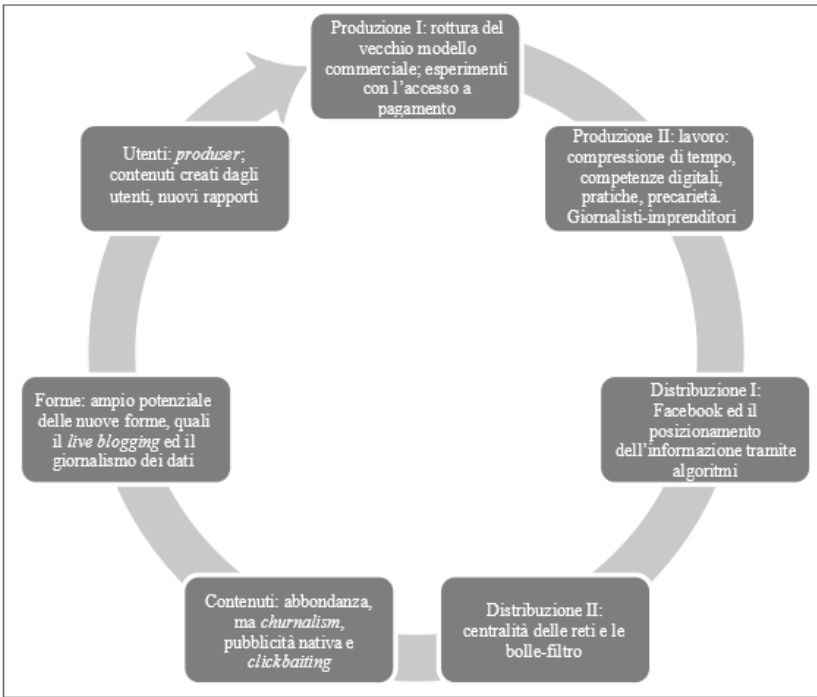 Produzione I: rottura del
vecchio modello
commerciale; esperimenti
con l’accesso a
pagamento
Produzione II: lavoro:
compressione di tempo,
competenze digitali,
pratiche, precarietà.
Giornalisti-imprenditori
Distribuzione I:
Facebook ed il
posizionamento
dell’informazione tramite
algoritmi
Distribuzione II:
centralità delle reti e le
bolle-filtro
Contenuti: abbondanza,
ma churnalism,
pubblicità nativa e
clickbaiting
Forme: ampio potenziale
delle nuove forme, quali
il live blogging ed il
giornalismo dei dati
Utenti: produser;
contenuti creati dagli
utenti, nuovi rapporti